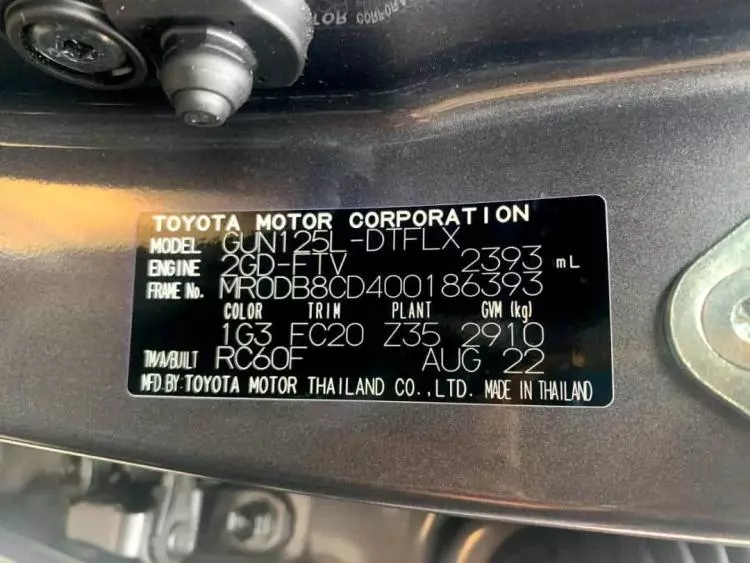 TOR CORPORA
TOYOTA MOTOR CORPORATION
MODEL GUN125L-DTFLX
ENGINE 2GD-FTV 2393 mL
FRAME No. MR0DB8CD400186393
COLOR TRIM PLANT GVM (kg)
1G3 FC20 Z35 2910
TM/A/BUILT RC60F AUG 22
MFD.BY:TOYOTA MOTOR THAILAND CO.,LTD. MADE IN THAILAND